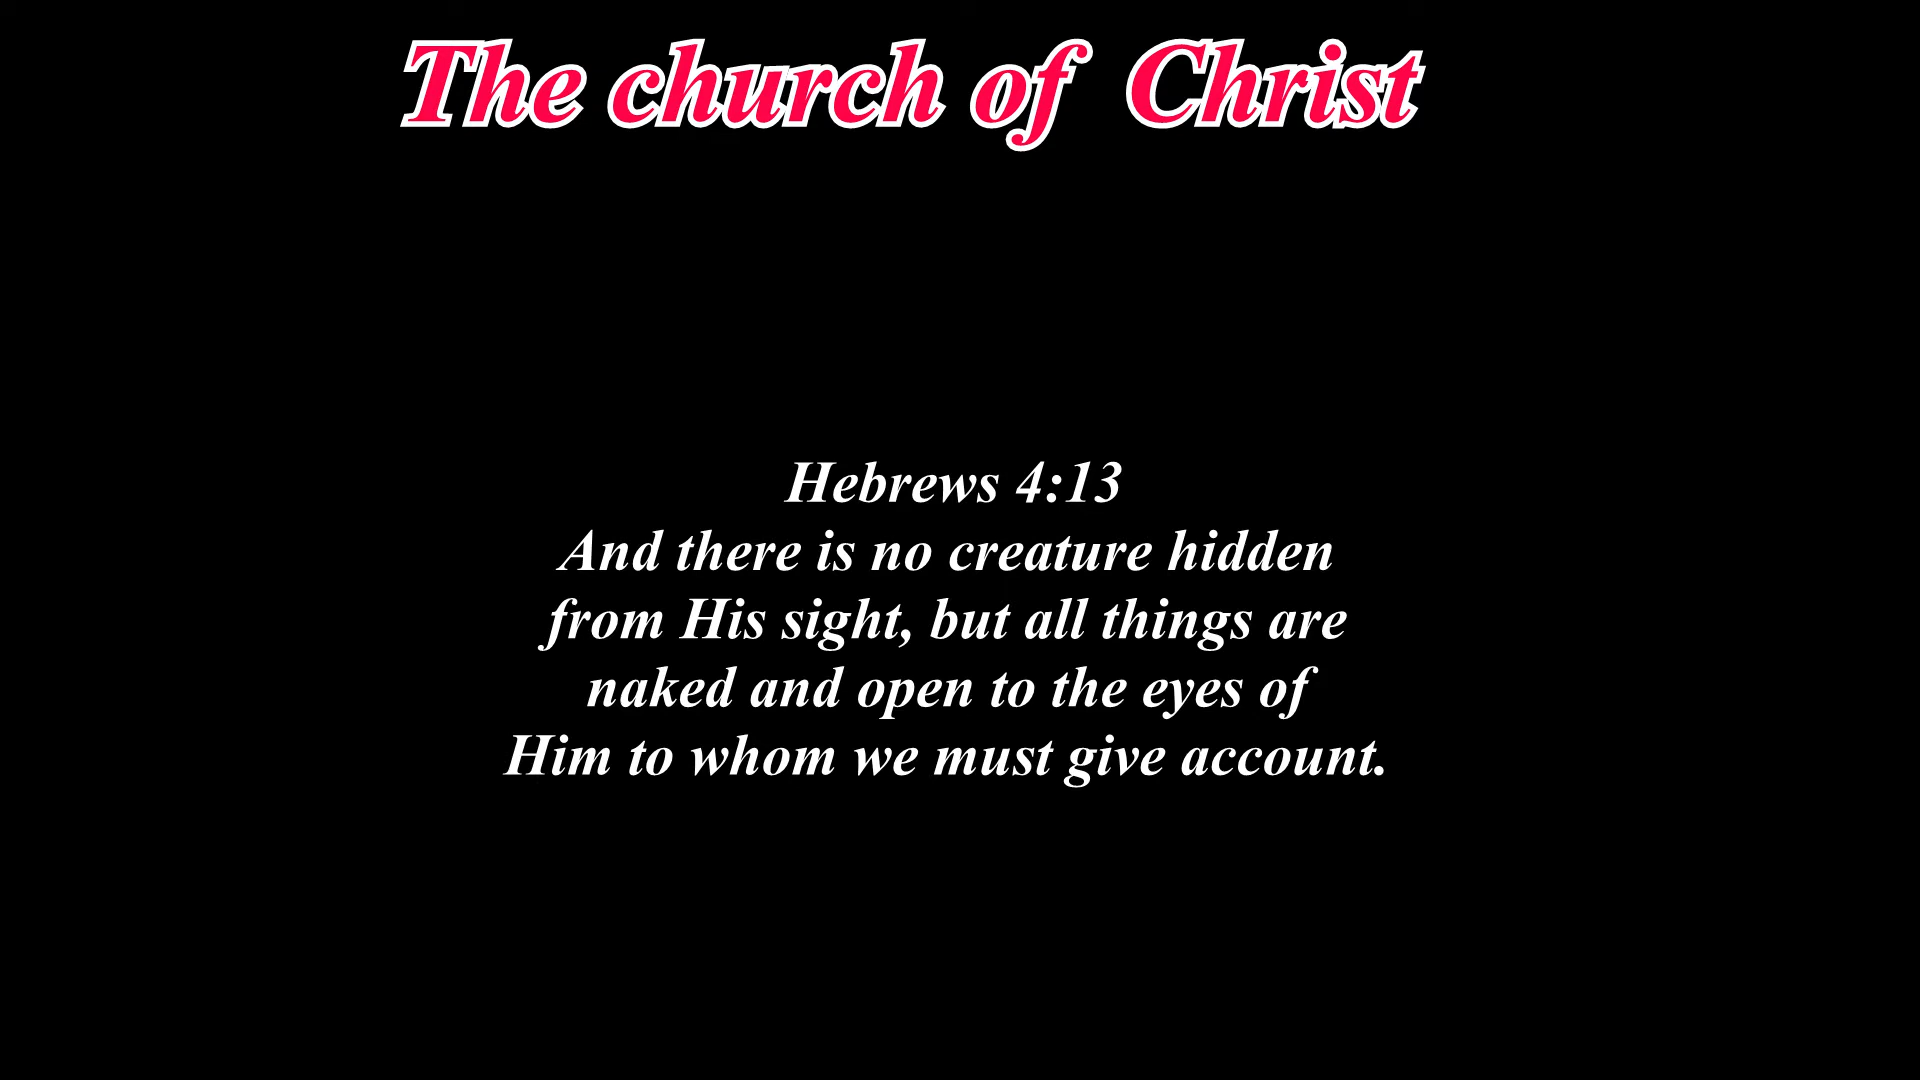 The church of Christ
Hebrews 4:13
And there is no creature hidden
from His sight, but all things are
naked and open to the eyes of
Him to whom we must give account.